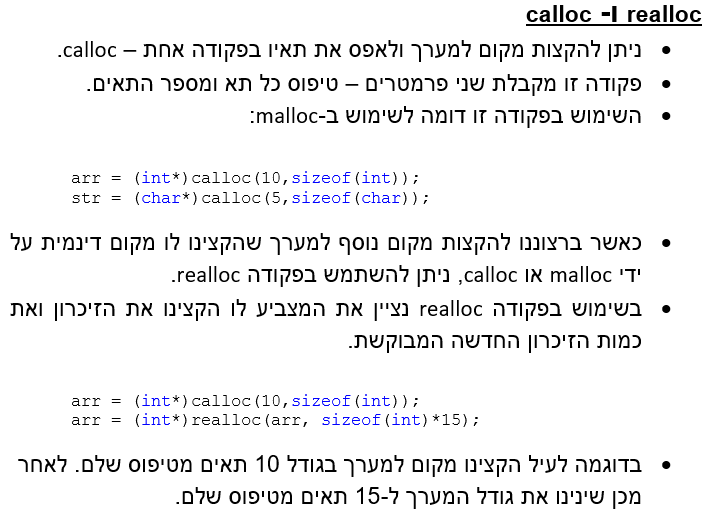 realloc ו- calloc
• ניתן להקצות מקום למערך ולאפס את תאיו בפקודה אחת – calloc.
• פקודה זו מקבלת שני פרמטרים – טיפוס כל תא ומספר התאים.
• השימוש בפקודה זו דומה לשימוש ב-malloc:
arr = (int*)calloc(10,sizeof(int));
str = (char*)calloc(5,sizeof(char));
• כאשר ברצוננו להקצות מקום נוסף למערך שהקצינו לו מקום דינמית על
ידי malloc או calloc, ניתן להשתמש בפקודה realloc.
• בשימוש בפקודה realloc נציין את המצביע לו הקצינו את הזיכרון ואת
כמות הזיכרון החדשה המבוקשת.
arr = (int*)calloc(10,sizeof(int));
arr = (int*)realloc(arr, sizeof(int)*15);
• בדוגמה לעיל הקצינו מקום למערך בגודל 10 תאים מטיפוס שלם. לאחר
מכן שינינו את גודל המערך ל-15 תאים מטיפוס שלם.